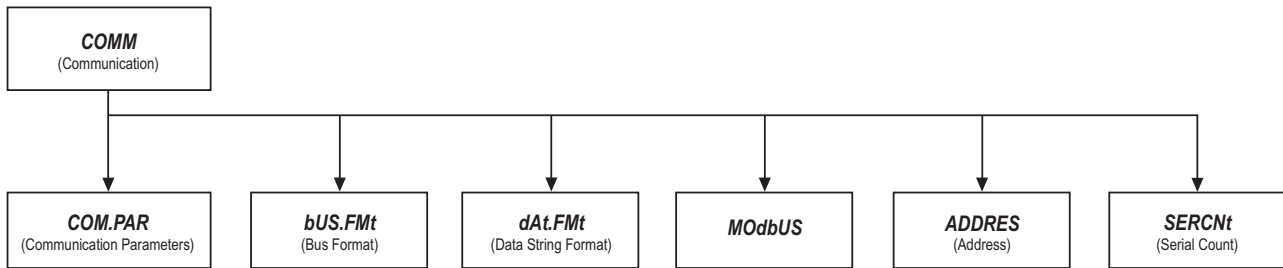 COMM
(Communication)
COM.PAR
(Communication Parameters)
bUS.FMt
(Bus Format)
dAt.FMt
(Data String Format)
MOdbUS
ADDRES
(Address)
SERCNt
(Serial Count)